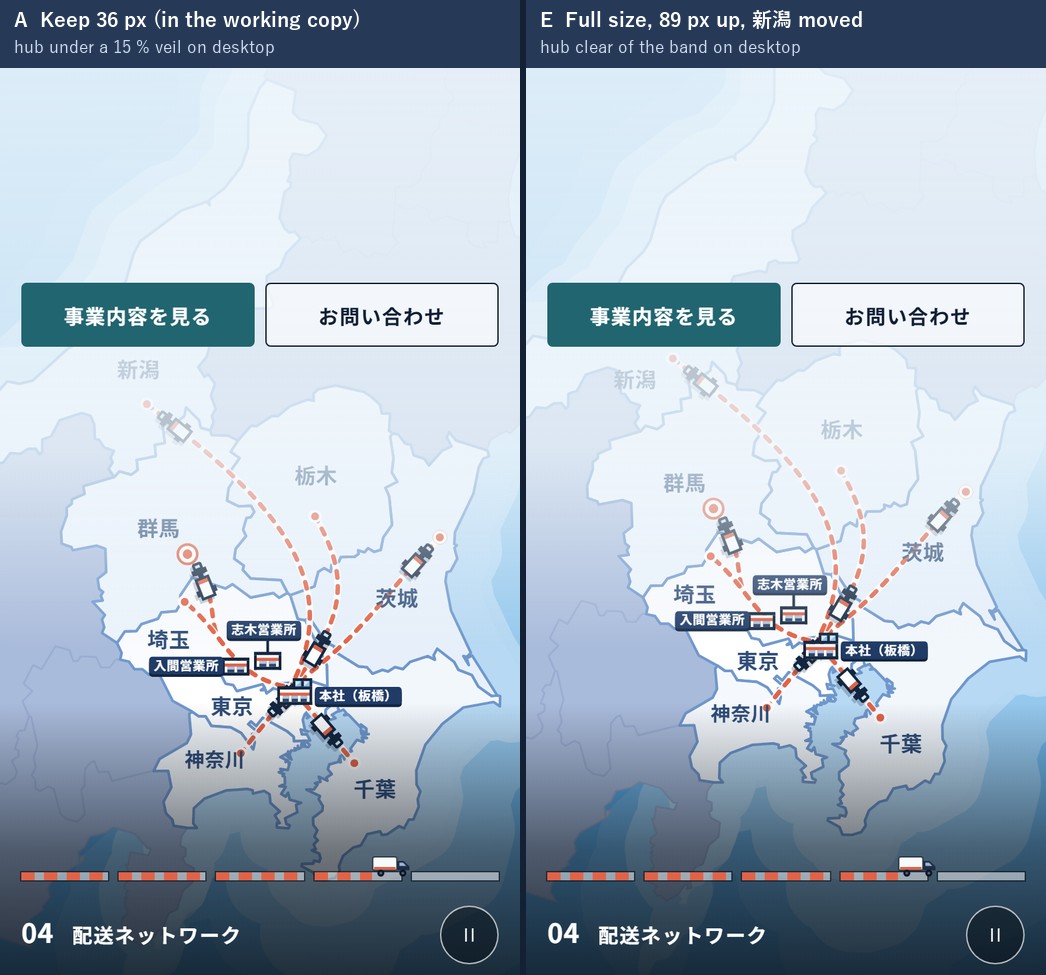 A Keep 36 px (in the working copy)
hub under a 15 % veil on desktop
事業内容を見る
お問い合わせ
新潟
栃木
群馬
茨城
志木営業所
埼玉
入間営業所
本社（板橋）
東京
神奈川
千葉
04 配送ネットワーク
E Full size, 89 px up, 新潟 moved
hub clear of the band on desktop
事業内容を見る
お問い合わせ
新潟
栃木
群馬
茨城
志木営業所
埼玉
入間営業所
本社（板橋）
東京
神奈川
千葉
04 配送ネットワーク